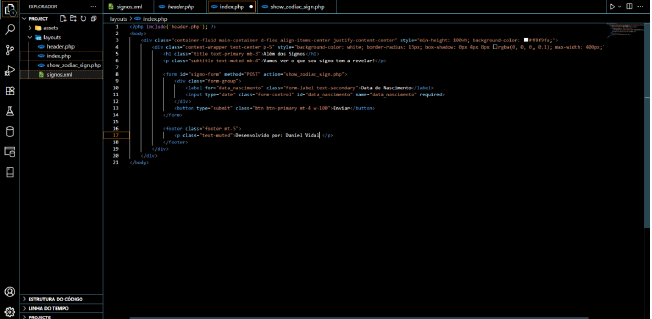 EXPLORADOR
signos.xml
header.php
index.php
show_zodiac_sign.php
PROJECT
layouts > index.php
assets
layouts
header.php
index.php
show_zodiac_sign.php
signos.xml
1 <?php include('header.php'); ?>
2 <body>
3 <div class="container-fluid main-container d-flex align-items-center justify-content-center" style="min-height: 100vh; background-color: #f8f9fa;">
4 <div class="content-wrapper text-center p-5" style="background-color: white; border-radius: 15px; box-shadow: 0px 4px 8px rgba(0, 0, 0, 0.1); max-width: 400px;"
5 <h1 class="title text-primary mb-3">Além dos Signos</h1>
6 <p class="subtitle text-muted mb-4">Vamos ver o que seu signo tem a revelar!</p>
7
8 <form id="signo-form" method="POST" action="show_zodiac_sign.php">
9 <div class="form-group">
10 <label for="data_nascimento" class="form-label text-secondary">Data de Nascimento</label>
11 <input type="date" class="form-control" id="data_nascimento" name="data_nascimento" required>
12 </div>
13 <button type="submit" class="btn btn-primary mt-4 w-100">Enviar</button>
14 </form>
15
16 <footer class="footer mt-5">
17 <p class="text-muted">Desenvolvido por: Daniel Vidal </p>
18 </footer>
19 </div>
20 </div>
21 </body>
ESTRUTURA DO CÓDIGO
LINHA DO TEMPO
PROJECTS